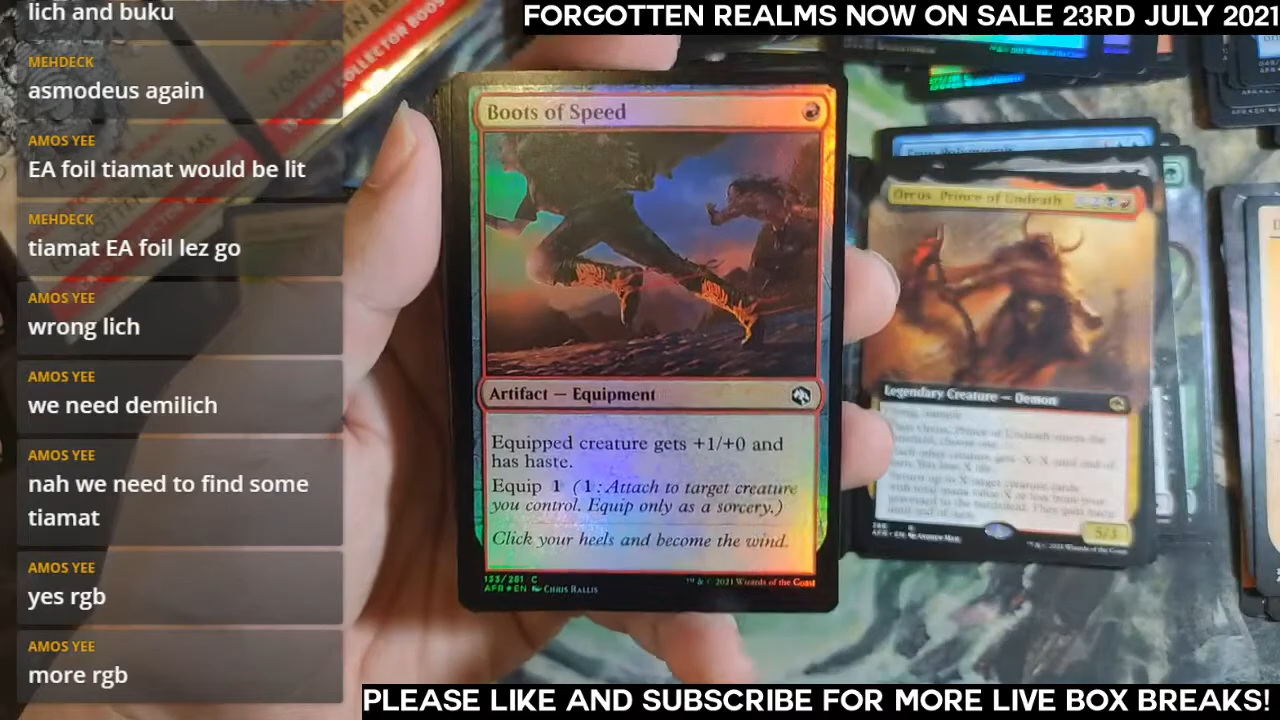 lich and buku
MEHDECK
asmodeus again
AMOS YEE
EA foil tiamat would be lit
MEHDECK
tiamat EA foil lez go
AMOS YEE
wrong lich
AMOS YEE
we need demilich
AMOS YEE
nah we need to find some
tiamat
AMOS YEE
yes rgb
AMOS YEE
more rgb
FORGOTTEN REALMS NOW ON SALE 23RD JULY 2021
COLLECTOR BOOS
Boots of Speed
Artifact — Equipment
Equipped creature gets +1/+0 and
has haste.
Equip 1 (1: Attach to target creature
you control. Equip only as a sorcery.)
Click your heels and become the wind.
133/281 C
AFR ★ EN CHRIS RALLIS
™ & © 2021 Wizards of the Coast
Orcus, Prince of Undeath
Legendary Creature — Demon
5/3
PLEASE LIKE AND SUBSCRIBE FOR MORE LIVE BOX BREAKS!